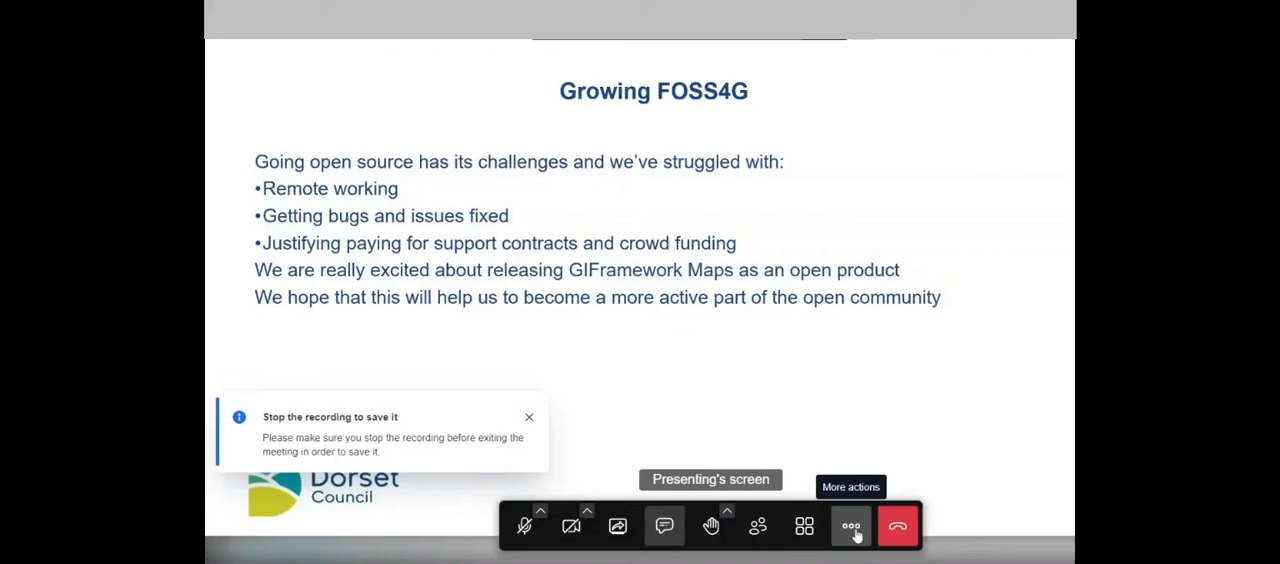 Growing FOSS4G
Going open source has its challenges and we've struggled with:
•Remote working
•Getting bugs and issues fixed
•Justifying paying for support contracts and crowd funding
We are really excited about releasing GIFramework Maps as an open product
We hope that this will help us to become a more active part of the open community
Stop the recording to save it
Please make sure you stop the recording before exiting the
meeting in order to save it.
Dorset
Council
Presenting's screen
More actions